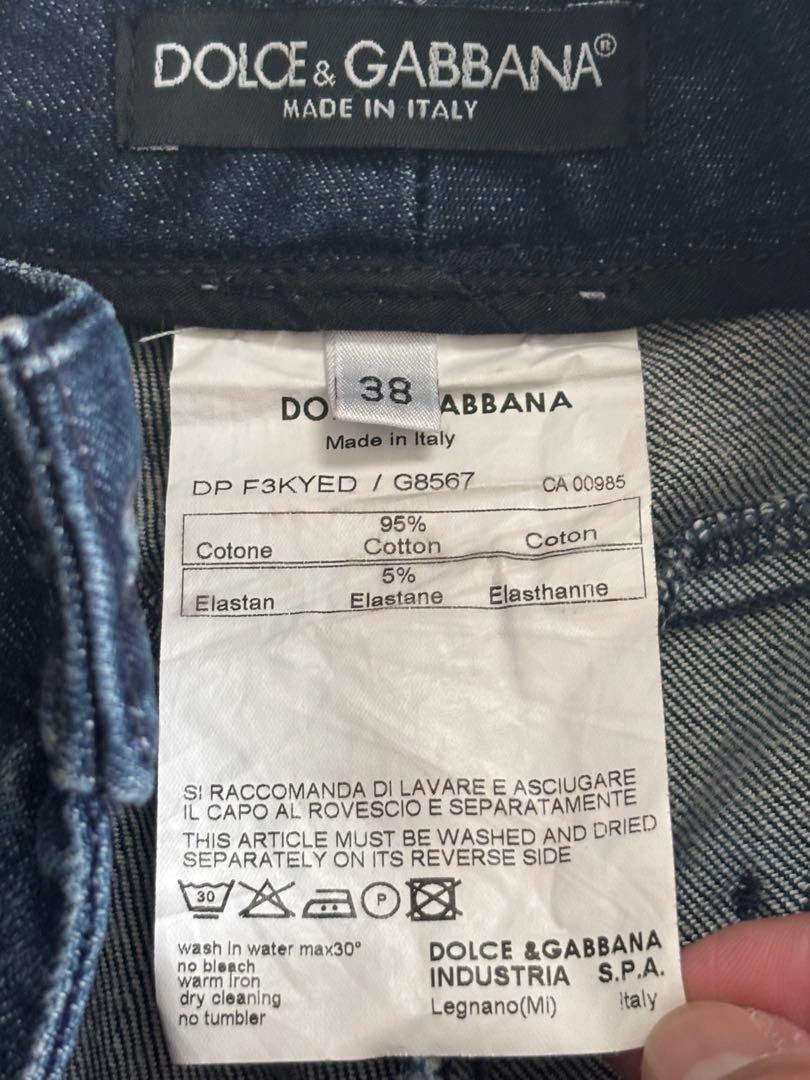 DOLCE & GABBANA®
MADE IN ITALY
38
DO ABBANA
Made in Italy
DP F3KYED / G8567 CA 00985
95%
Cotone Cotton Coton
5%
Elastan Elastane Elasthanne
SI RACCOMANDA DI LAVARE E ASCIUGARE
IL CAPO AL ROVESCIO E SEPARATAMENTE
THIS ARTICLE MUST BE WASHED AND DRIED
SEPARATELY ON ITS REVERSE SIDE
30 P
wash in water max30°
no bleach
warm iron
dry cleaning
no tumbler
DOLCE &GABBANA
INDUSTRIA S.P.A.
Legnano(Mi) Italy